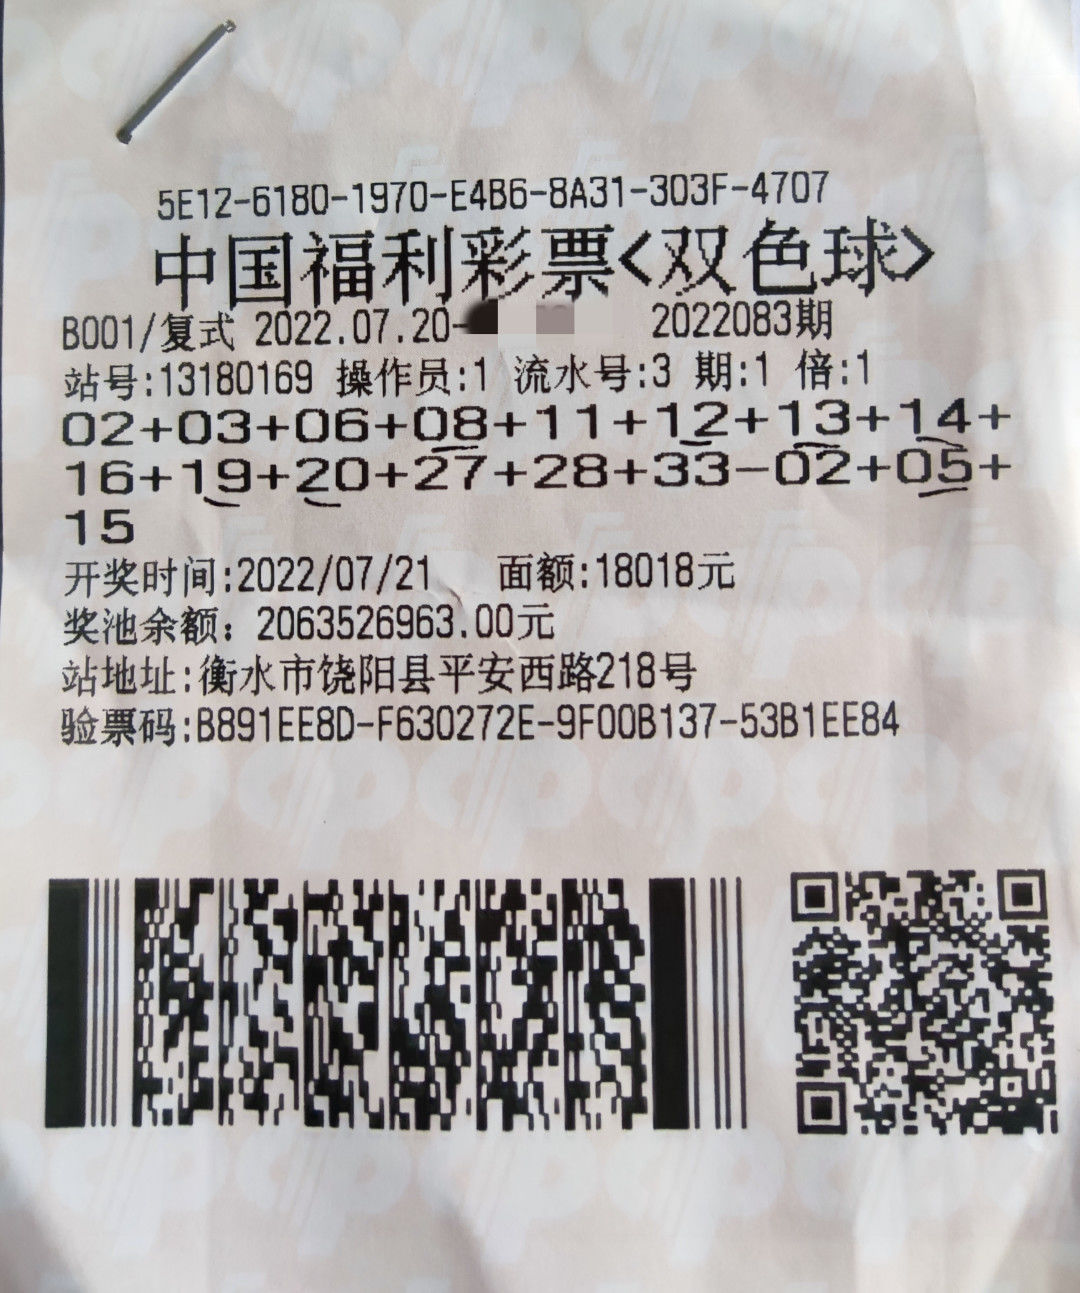 5E12-6180-1970-E4B6-8A31-303F-4707
中国福利彩票<双色球>
B001/复式 2022.07.20- 2022083期
站号:13180169 操作员:1 流水号:3 期:1 倍:1
02+03+06+08+11+12+13+14+
16+19+20+27+28+33-02+05+
15
开奖时间:2022/07/21 面额:18018元
奖池余额：2063526963.00元
站地址:衡水市饶阳县平安西路218号
验票码:B891EE8D-F630272E-9F00B137-53B1EE84